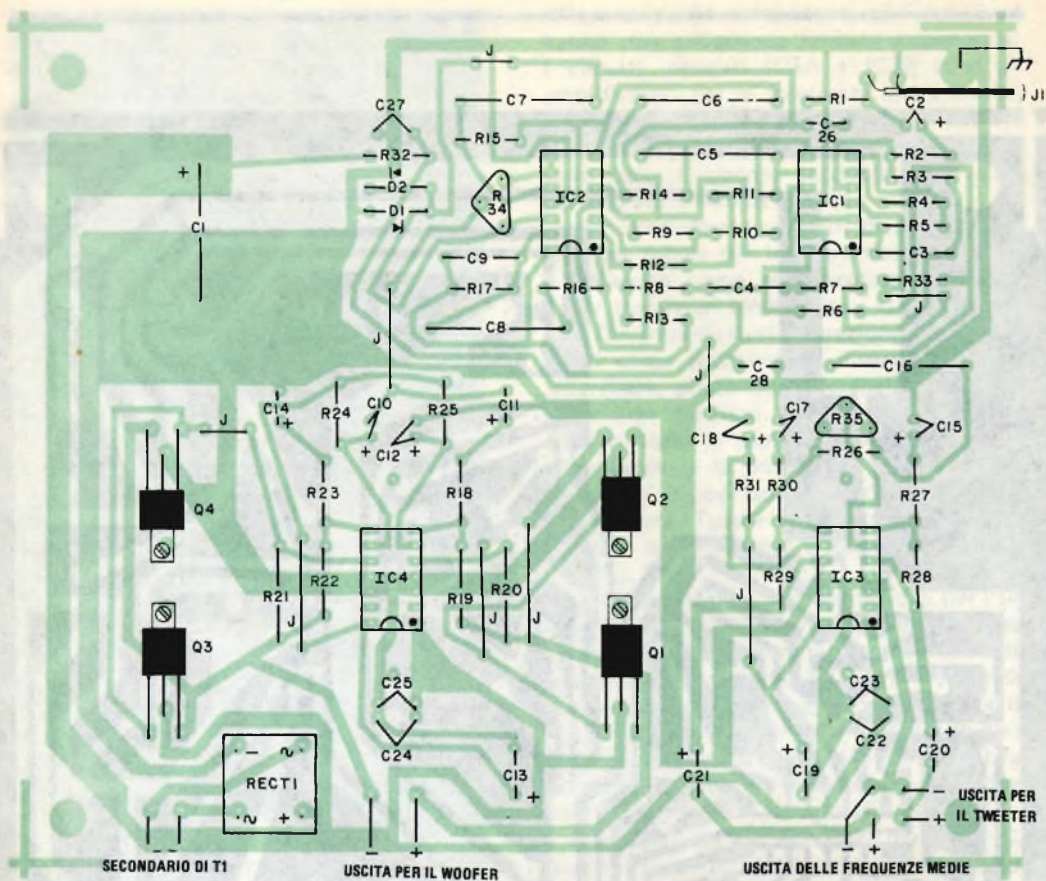 J
J1
C27
C7
C6
R1
C2 +
R15
C
26
R32
C5
R2
+
R3
D2
R
34
IC2
R14
R11
IC1
R4
D1
C1
R5
R9
R10
C3
C9
R12
R33
R17
R16
R8
C4
R7
J
R6
C8
R13
J
J
C
28
C16
C14
+
R24
C10
+
R25
C11
+
C17
+
R35
C15
+
J
C12 +
C18
+
R26
R23
R18
R31
R30
R27
Q4
Q2
R21
R22
IC4
R19
R20
R29
IC3
R28
J
J
J
J
Q3
Q1
C25
C23
C24
C22
- ~
RECT1
~ +
C13
+
+
C21
+
C19
+
C20
- USCITA PER
+ IL TWEETER
- +
- +
SECONDARIO DI T1
USCITA PER IL WOOFER
USCITA DELLE FREQUENZE MEDIE